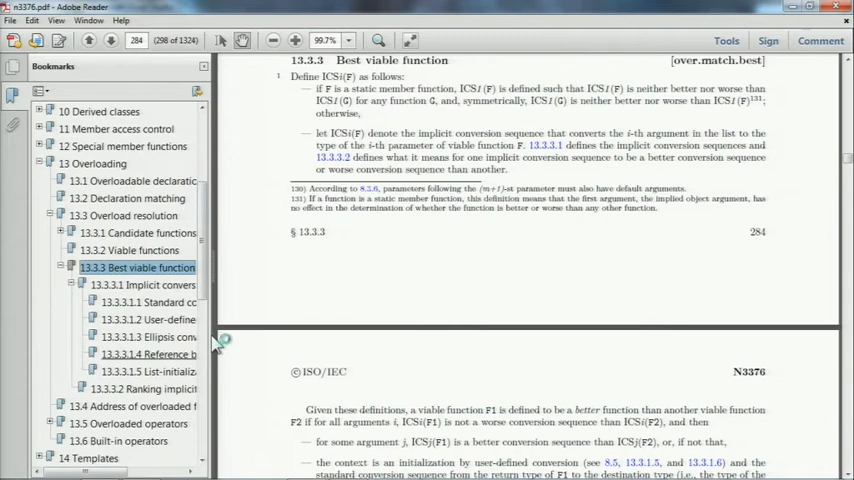 n3376.pdf - Adobe Reader
File Edit View Window Help
284 (298 of 1324) 99.7% Tools Sign Comment
Bookmarks
10 Derived classes
11 Member access control
12 Special member functions
13 Overloading
13.1 Overloadable declaratic
13.2 Declaration matching
13.3 Overload resolution
13.3.1 Candidate functions
13.3.2 Viable functions
13.3.3 Best viable function
13.3.3.1 Implicit convers
13.3.3.1.1 Standard cc
13.3.3.1.2 User-define
13.3.3.1.3 Ellipsis conv
13.3.3.1.4 Reference b
13.3.3.1.5 List-initializ
13.3.3.2 Ranking implicit
13.4 Address of overloaded f
13.5 Overloaded operators
13.6 Built-in operators
14 Templates
13.3.3 Best viable function [over.match.best]
1 Define ICSi(F) as follows:
— if F is a static member function, ICS1(F) is defined such that ICS1(F) is neither better nor worse than
ICS1(G) for any function G, and, symmetrically, ICS1(G) is neither better nor worse than ICS1(F)131;
otherwise,
— let ICSi(F) denote the implicit conversion sequence that converts the i-th argument in the list to the
type of the i-th parameter of viable function F. 13.3.3.1 defines the implicit conversion sequences and
13.3.3.2 defines what it means for one implicit conversion sequence to be a better conversion sequence
or worse conversion sequence than another.
130) According to 8.3.6, parameters following the (m+1)-st parameter must also have default arguments.
131) If a function is a static member function, this definition means that the first argument, the implied object argument, has
no effect in the determination of whether the function is better or worse than any other function.
§ 13.3.3 284
©ISO/IEC N3376
Given these definitions, a viable function F1 is defined to be a better function than another viable function
F2 if for all arguments i, ICSi(F1) is not a worse conversion sequence than ICSi(F2), and then
— for some argument j, ICSj(F1) is a better conversion sequence than ICSj(F2), or, if not that,
— the context is an initialization by user-defined conversion (see 8.5, 13.3.1.5, and 13.3.1.6) and the
standard conversion sequence from the return type of F1 to the destination type (i.e., the type of the